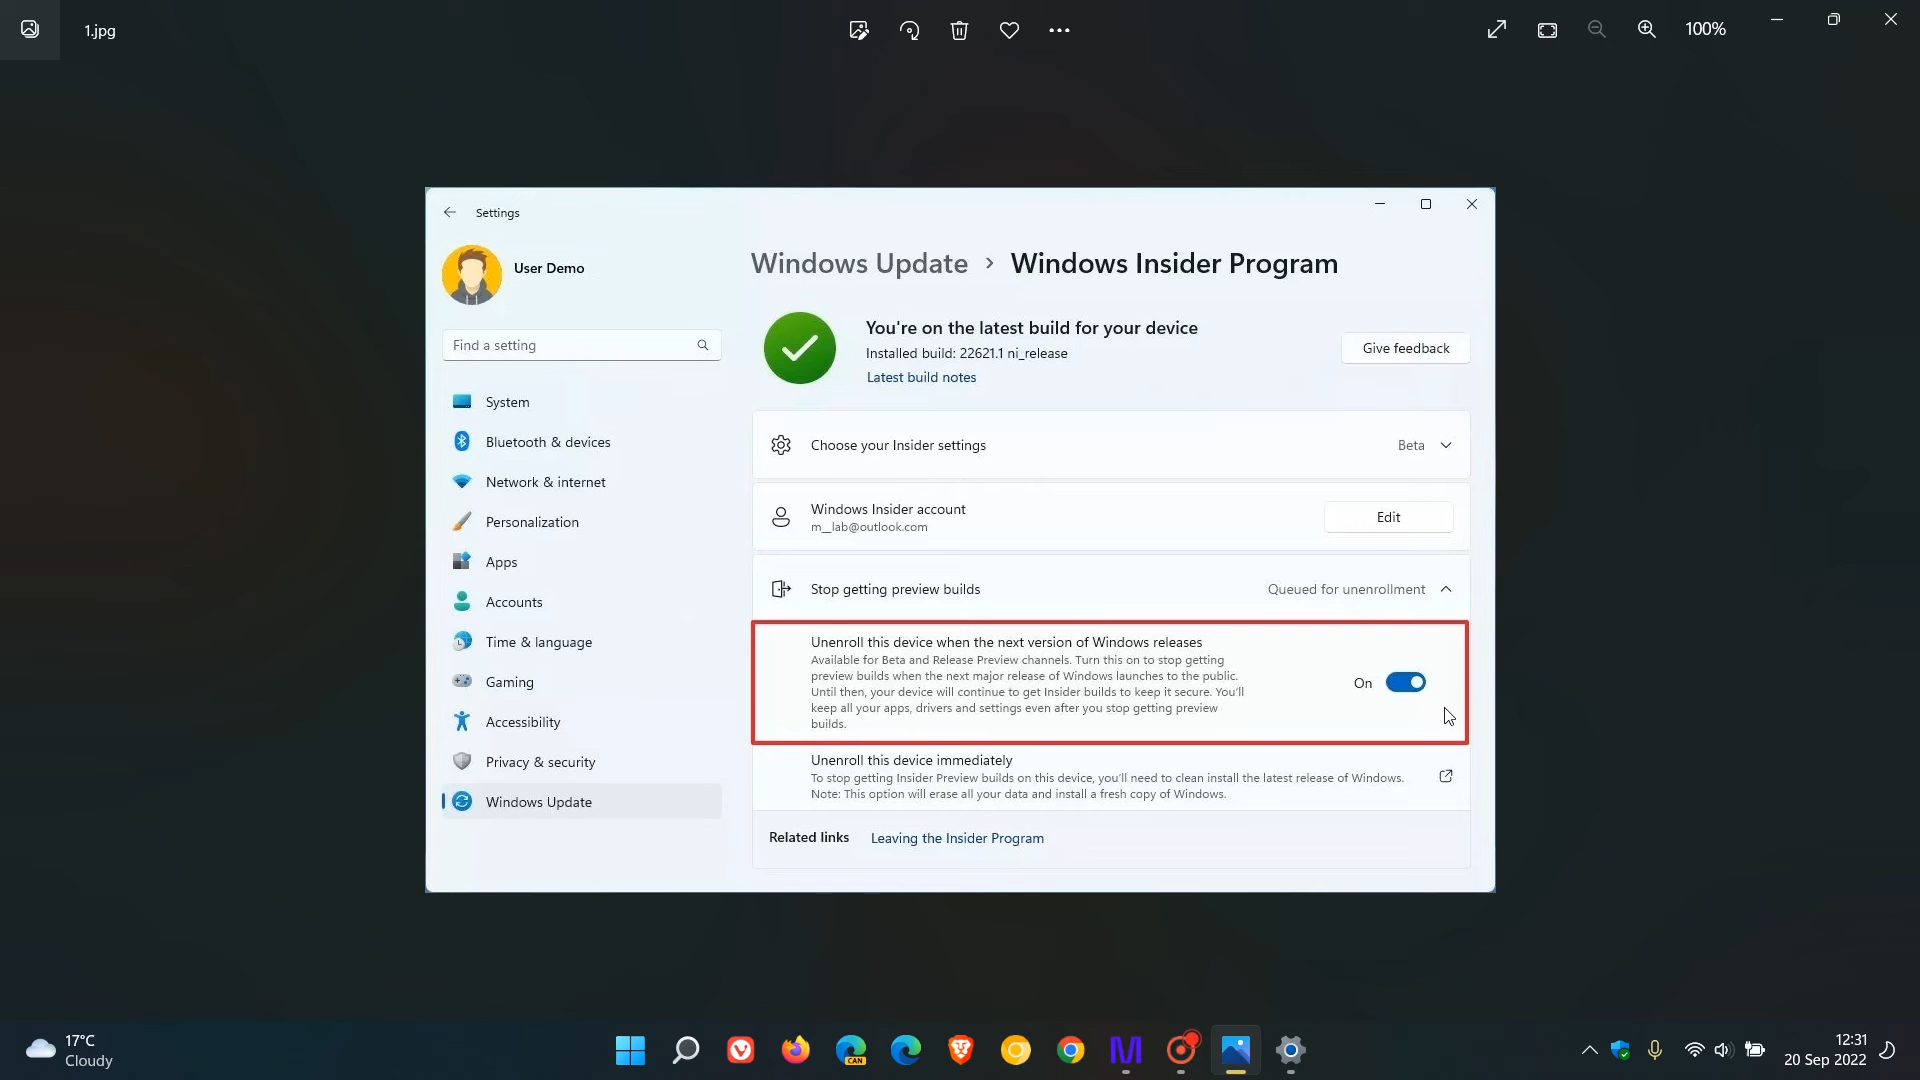 1.jpg
100%
Settings
User Demo
Find a setting
System
Bluetooth & devices
Network & internet
Personalization
Apps
Accounts
Time & language
Gaming
Accessibility
Privacy & security
Windows Update
Windows Update > Windows Insider Program
You're on the latest build for your device
Installed build: 22621.1 ni_release
Latest build notes
Give feedback
Choose your Insider settings
Beta
Windows Insider account
m__lab@outlook.com
Edit
Stop getting preview builds
Queued for unenrollment
Unenroll this device when the next version of Windows releases
Available for Beta and Release Preview channels. Turn this on to stop getting
preview builds when the next major release of Windows launches to the public.
Until then, your device will continue to get Insider builds to keep it secure. You'll
keep all your apps, drivers and settings even after you stop getting preview
builds.
On
Unenroll this device immediately
To stop getting Insider Preview builds on this device, you'll need to clean install the latest release of Windows.
Note: This option will erase all your data and install a fresh copy of Windows.
Related links
Leaving the Insider Program
17°C
Cloudy
CAN
12:31
20 Sep 2022